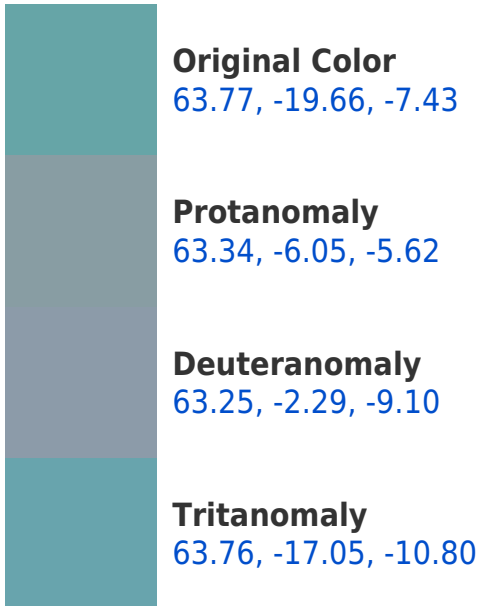 Original Color
63.77, -19.66, -7.43
Protanomaly
63.34, -6.05, -5.62
Deuteranomaly
63.25, -2.29, -9.10
Tritanomaly
63.76, -17.05, -10.80